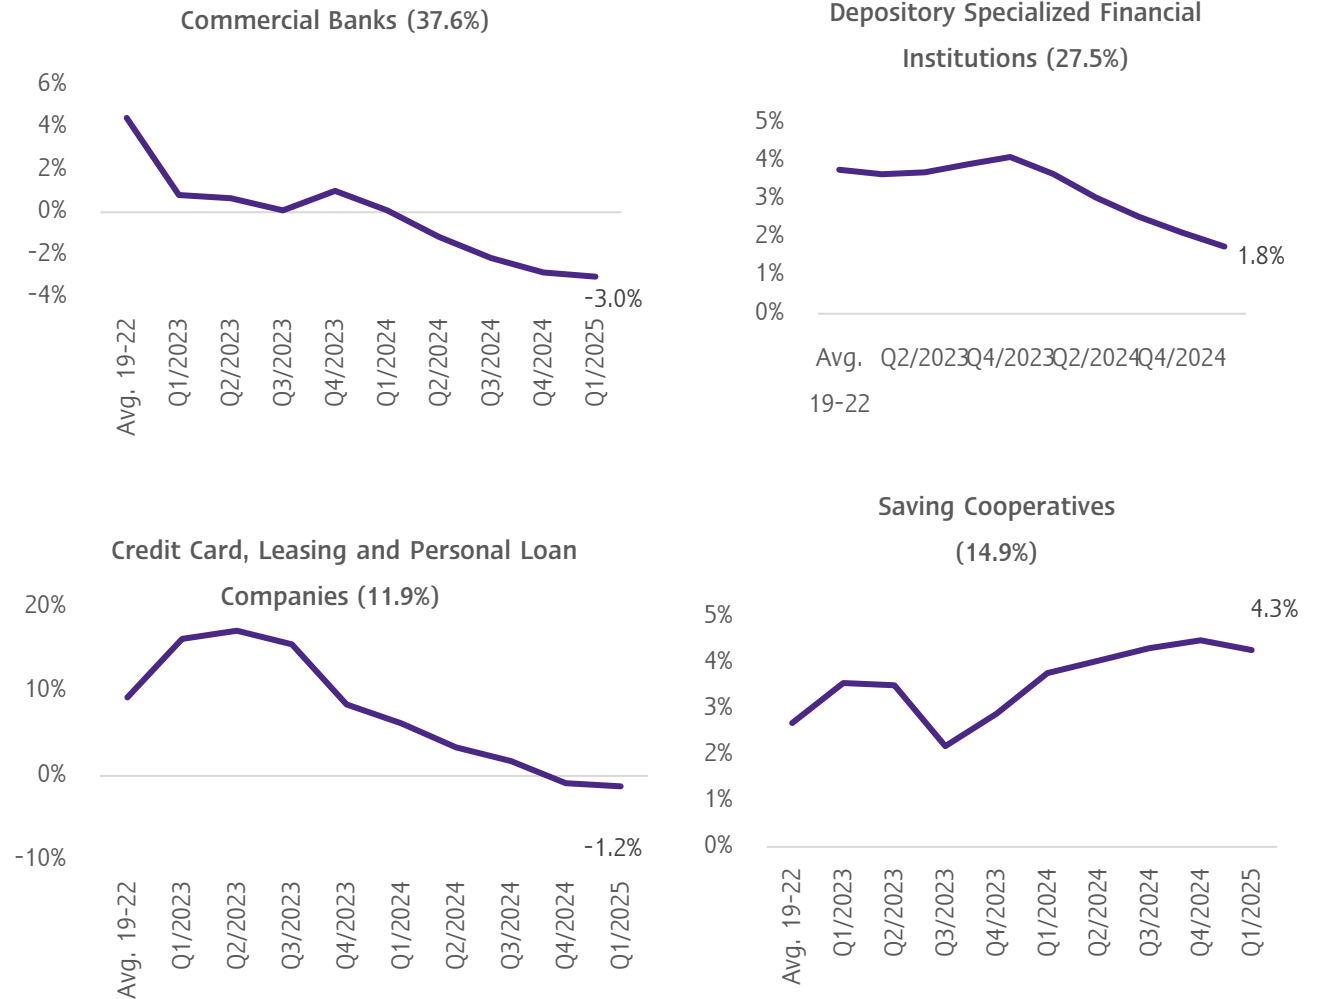 Commercial Banks (37.6%)
6%
4%
2%
0%
-2%
-4%
-3.0%
Avg. 19-22
Q1/2023
Q2/2023
Q3/2023
Q4/2023
Q1/2024
Q2/2024
Q3/2024
Q4/2024
Q1/2025
Depository Specialized Financial
Institutions (27.5%)
5%
4%
3%
2%
1%
0%
1.8%
Avg.
19-22
Q2/2023
Q4/2023
Q2/2024
Q4/2024
Credit Card, Leasing and Personal Loan
Companies (11.9%)
20%
10%
0%
-10%
-1.2%
Avg. 19-22
Q1/2023
Q2/2023
Q3/2023
Q4/2023
Q1/2024
Q2/2024
Q3/2024
Q4/2024
Q1/2025
Saving Cooperatives
(14.9%)
4.3%
5%
4%
3%
2%
1%
0%
Avg. 19-22
Q1/2023
Q2/2023
Q3/2023
Q4/2023
Q1/2024
Q2/2024
Q3/2024
Q4/2024
Q1/2025